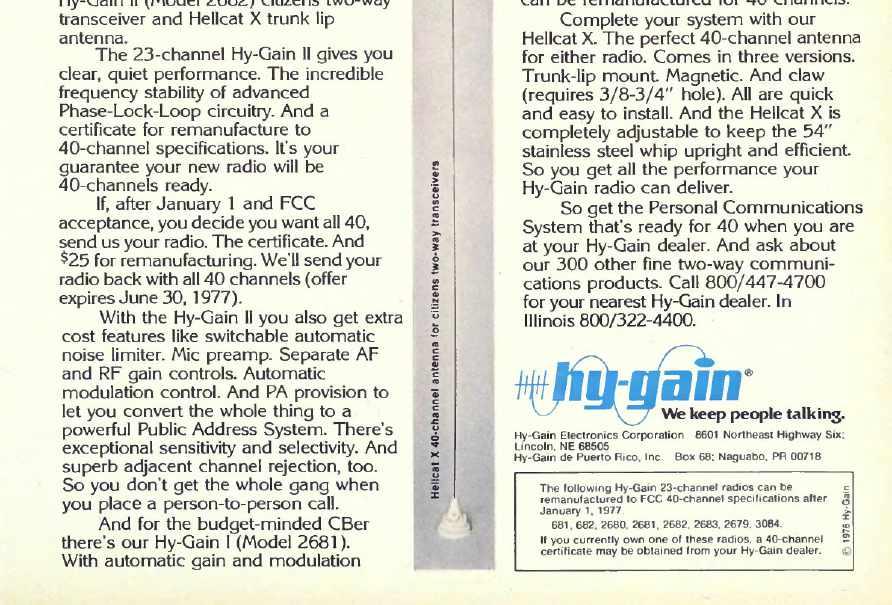 Hy-Gain II (Model 2682) citizens two-way
transceiver and Hellcat X trunk lip
antenna.
The 23-channel Hy-Gain II gives you
clear, quiet performance. The incredible
frequency stability of advanced
Phase-Lock-Loop circuitry. And a
certificate for remanufacture to
40-channel specifications. It's your
guarantee your new radio will be
40-channels ready.
If, after January 1 and FCC
acceptance, you decide you want all 40,
send us your radio. The certificate. And
$25 for remanufacturing. We'll send your
radio back with all 40 channels (offer
expires June 30, 1977).
With the Hy-Gain II you also get extra
cost features like switchable automatic
noise limiter. Mic preamp. Separate AF
and RF gain controls. Automatic
modulation control. And PA provision to
let you convert the whole thing to a
powerful Public Address System. There's
exceptional sensitivity and selectivity. And
superb adjacent channel rejection, too.
So you don't get the whole gang when
you place a person-to-person call.
And for the budget-minded CBer
there's our Hy-Gain I (Model 2681).
With automatic gain and modulation
Hellcat X 40-channel antenna for citizens two-way transceivers
can be remanufactured for 40 channels.
Complete your system with our
Hellcat X. The perfect 40-channel antenna
for either radio. Comes in three versions.
Trunk-lip mount. Magnetic. And claw
(requires 3/8-3/4" hole). All are quick
and easy to install. And the Hellcat X is
completely adjustable to keep the 54"
stainless steel whip upright and efficient.
So you get all the performance your
Hy-Gain radio can deliver.
So get the Personal Communications
System that's ready for 40 when you are
at your Hy-Gain dealer. And ask about
our 300 other fine two-way communi-
cations products. Call 800/447-4700
for your nearest Hy-Gain dealer. In
Illinois 800/322-4400.
hy-gain®
We keep people talking.
Hy-Gain Electronics Corporation 8601 Northeast Highway Six;
Lincoln, NE 68505
Hy-Gain de Puerto Rico, Inc. Box 68; Naguabo, PR 00718
The following Hy-Gain 23-channel radios can be
remanufactured to FCC 40-channel specifications after
January 1, 1977
681, 682, 2680, 2681, 2682, 2683, 2679, 3084.
If you currently own one of these radios, a 40-channel
certificate may be obtained from your Hy-Gain dealer.
© 1976 Hy-Gain